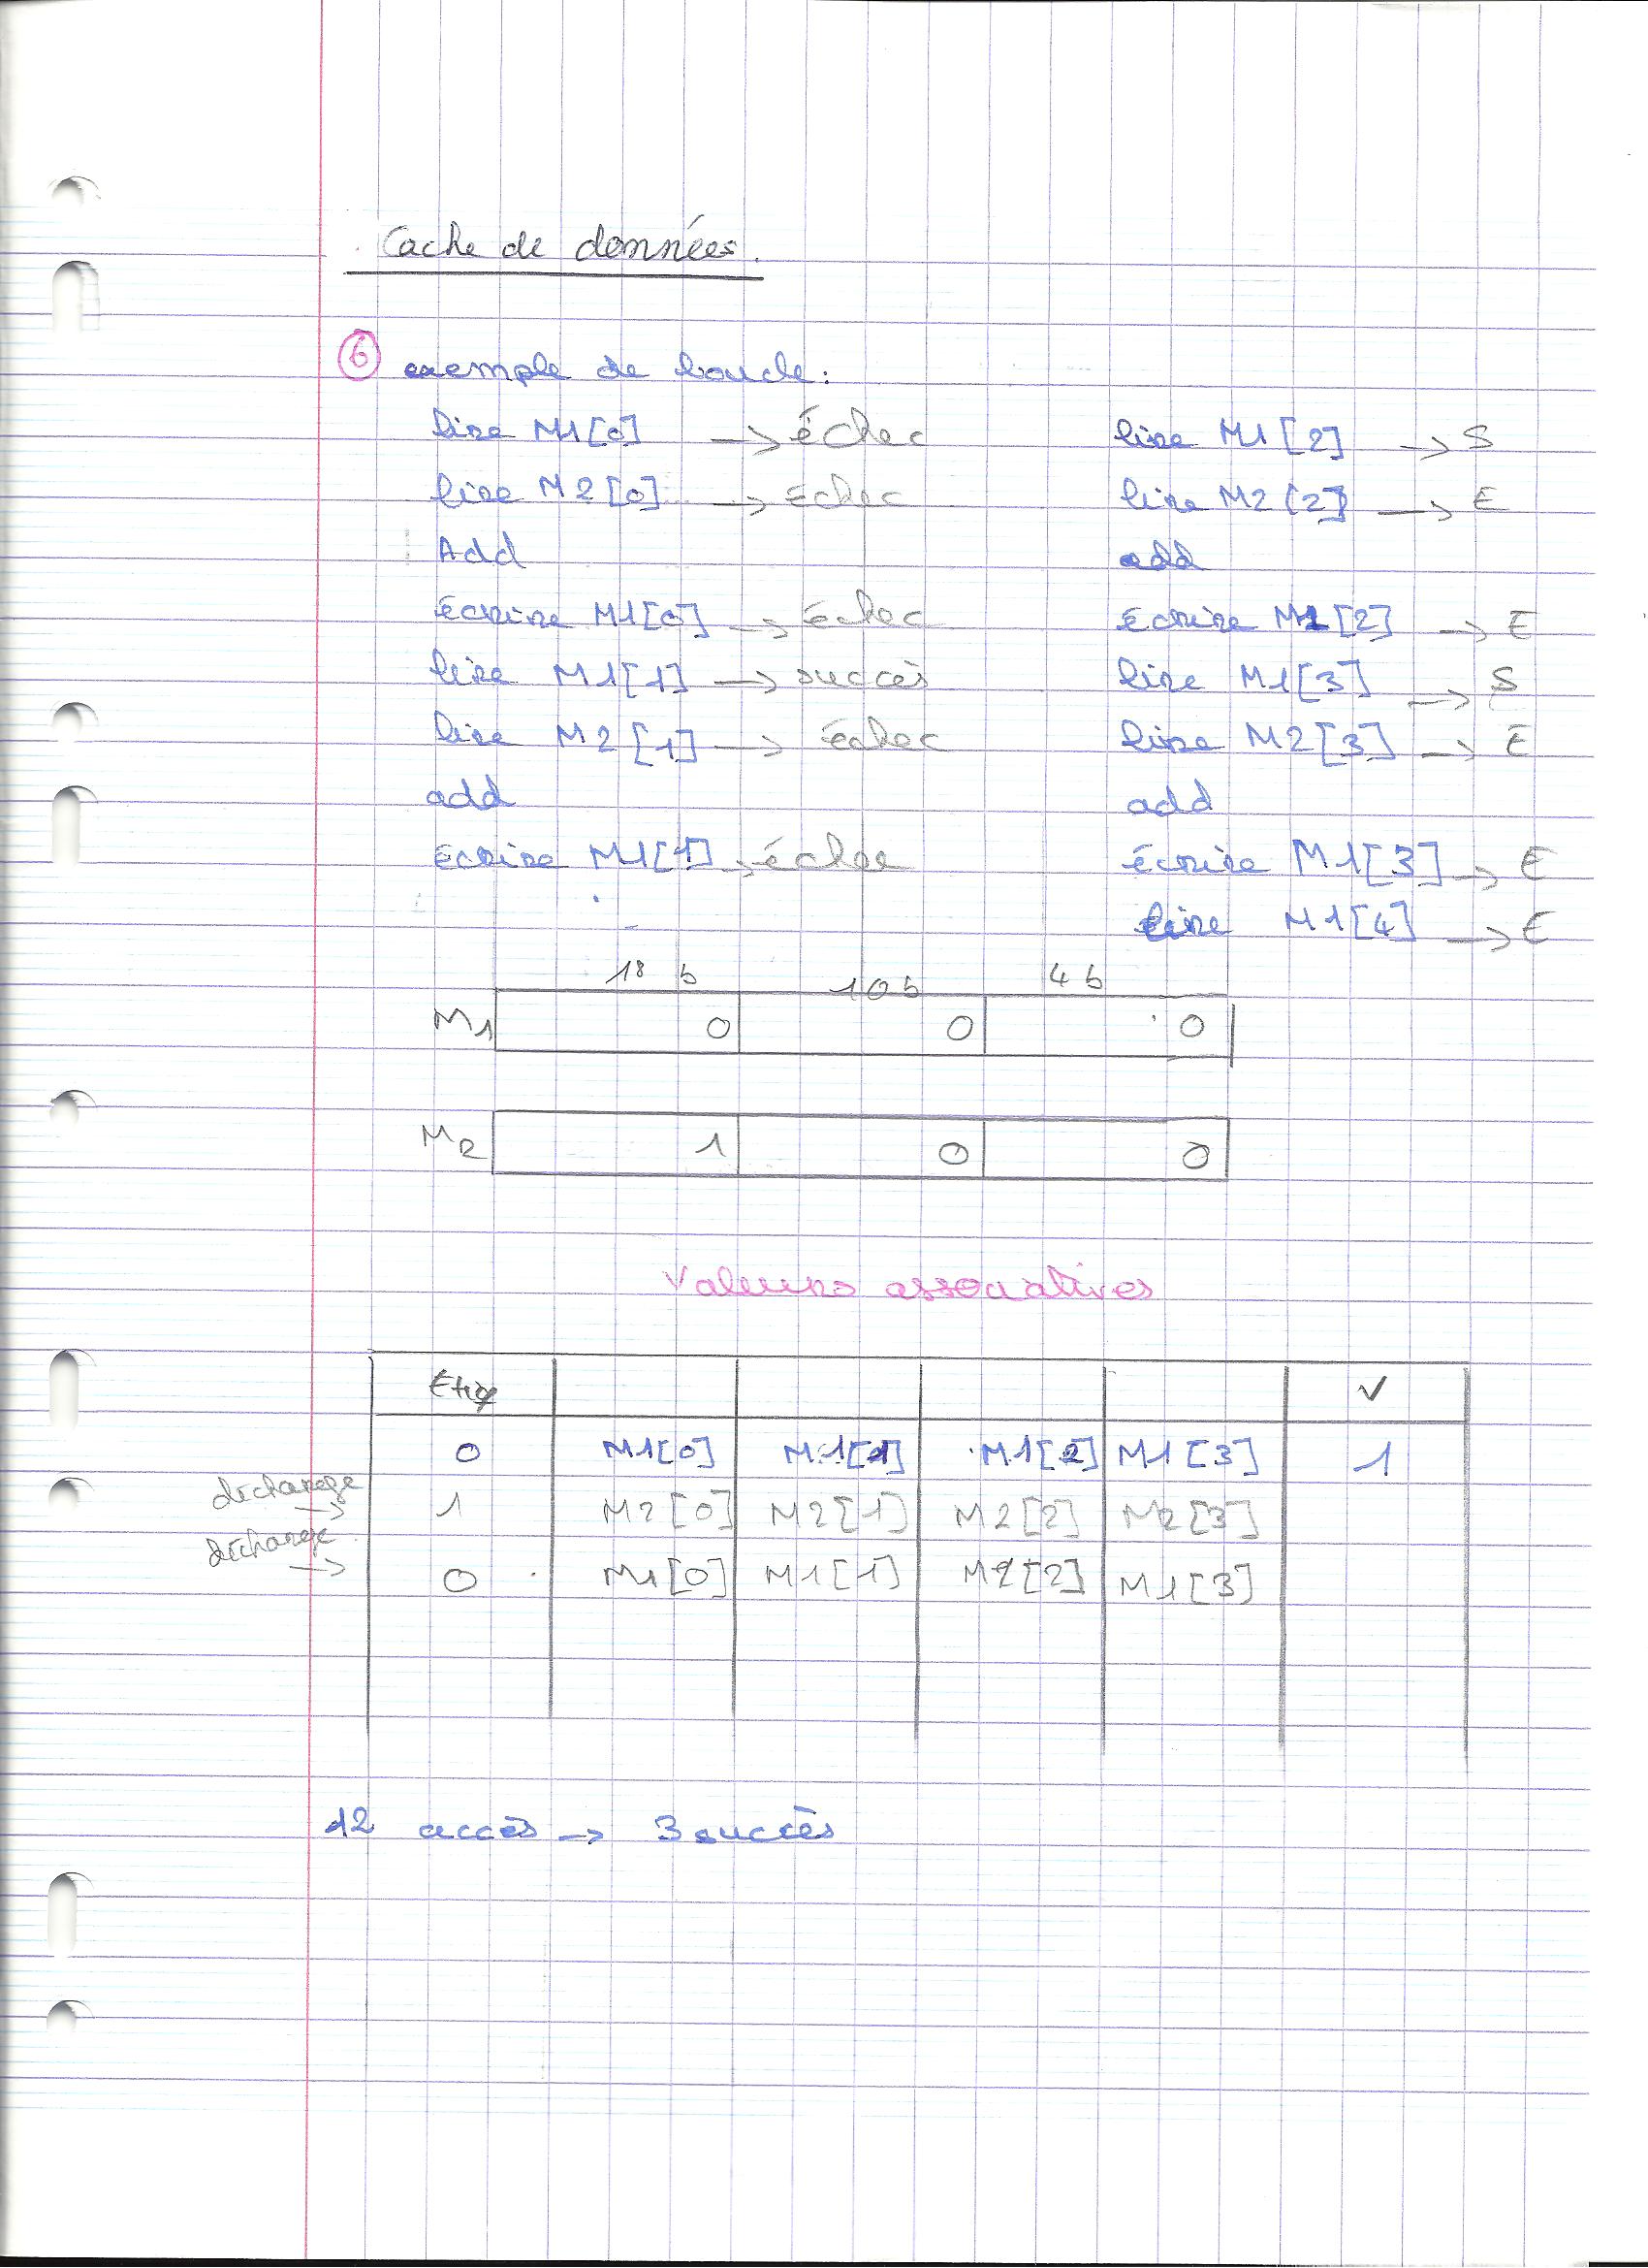 Cache de données.
6 exemple de boucle:
lire M1[0] -> échec
lire M2[0] -> échec
Add
écrire M1[0] -> échec
lire M1[1] -> succès
lire M2[1] -> échec
add
écrire M1[1] -> échec
lire M1[2] -> S
lire M2[2] -> E
add
écrire M1[2] -> E
lire M1[3] -> S
lire M2[3] -> E
add
écrire M1[3] -> E
lire M1[4] -> E
18 b 10 b 4 b
M1 0 0 0
M2 1 0 0
Valeurs associatives
Etiq V
0 M1[0] M1[1] M1[2] M1[3] 1
décharge -> 1 M2[0] M2[1] M2[2] M2[3]
décharge -> 0 M1[0] M1[1] M2[2] M1[3]
12 accès -> 3 succès